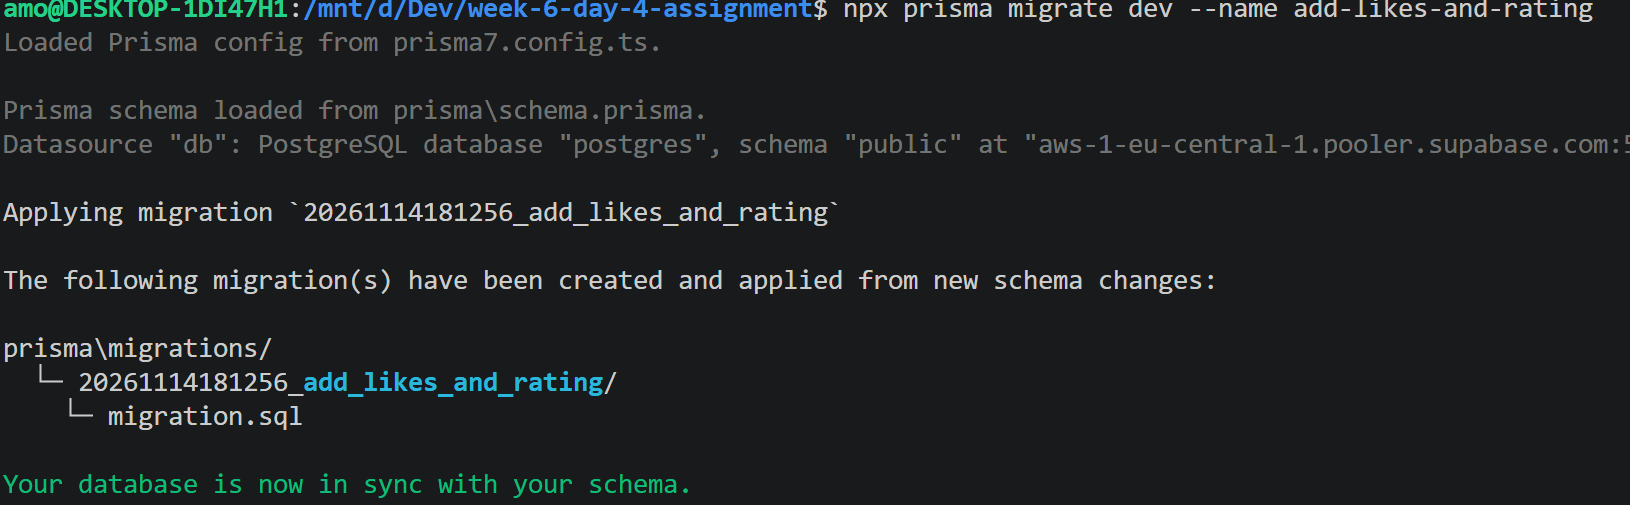 amo@DESKTOP-1DI47H1:/mnt/d/Dev/week-6-day-4-assignment$ npx prisma migrate dev --name add-likes-and-rating
Loaded Prisma config from prisma7.config.ts.
Prisma schema loaded from prisma\schema.prisma.
Datasource "db": PostgreSQL database "postgres", schema "public" at "aws-1-eu-central-1.pooler.supabase.com:5
Applying migration `20261114181256_add_likes_and_rating`
The following migration(s) have been created and applied from new schema changes:
prisma\migrations/
└─ 20261114181256_add_likes_and_rating/
└─ migration.sql
Your database is now in sync with your schema.